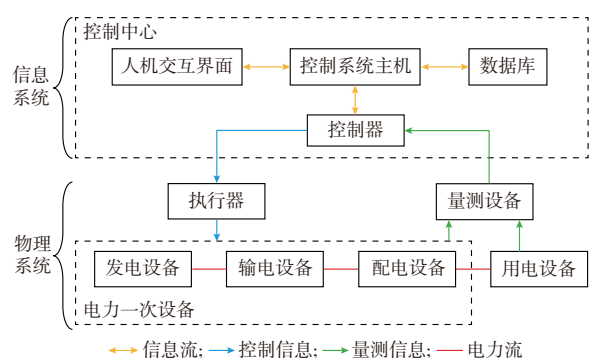 控制中心
信息
系统
人机交互界面
控制系统主机
数据库
控制器
物理
系统
执行器
量测设备
发电设备
输电设备
配电设备
用电设备
电力一次设备
信息流; 控制信息; 量测信息; 电力流